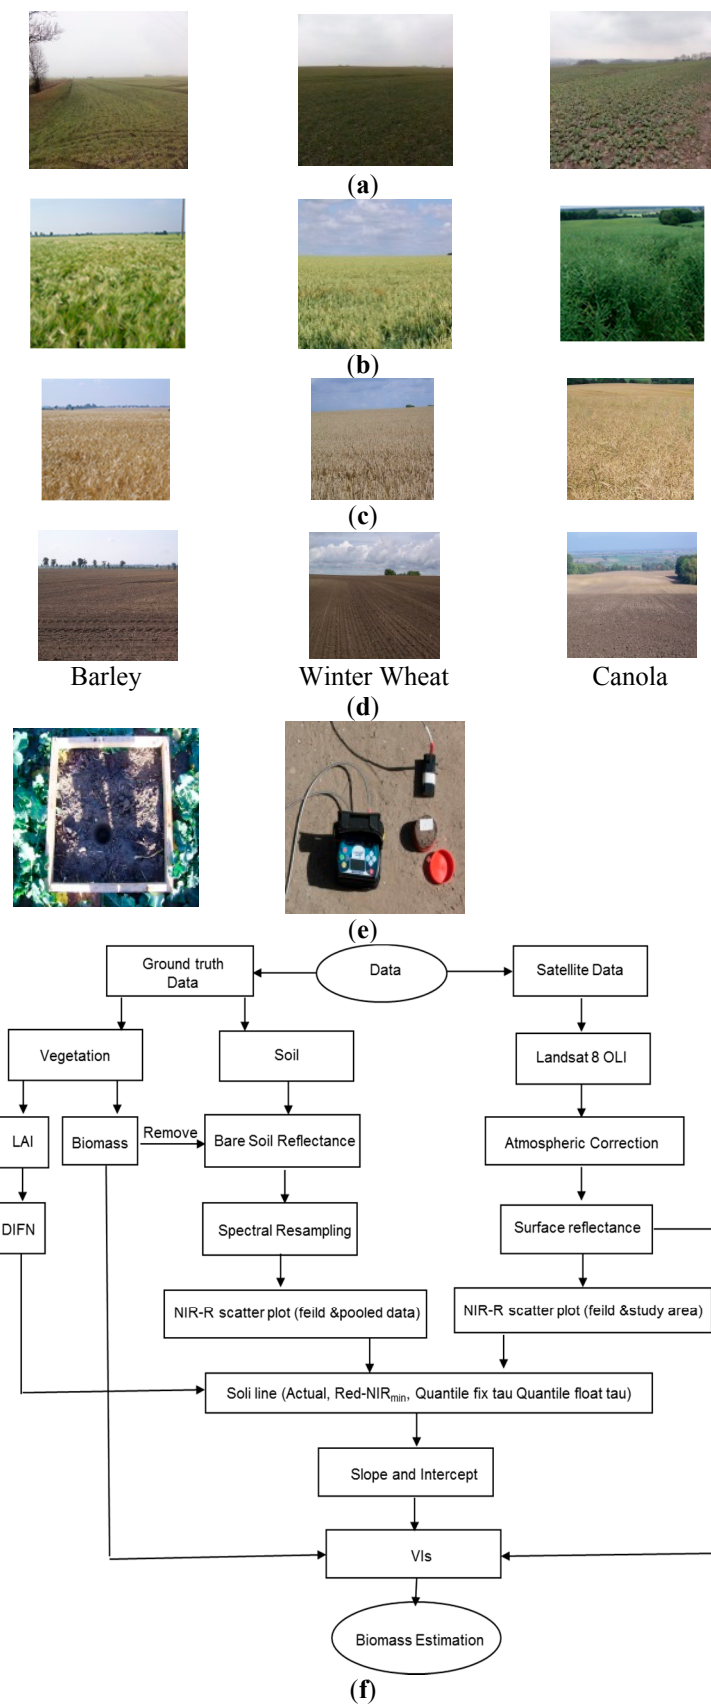 (a)
(b)
(c)
Barley Winter Wheat Canola
(d)
(e)
Ground truth
Data
Data
Satellite Data
Vegetation
Soil
Landsat 8 OLI
LAI
Biomass
Remove
Bare Soil Reflectance
Atmospheric Correction
DIFN
Spectral Resampling
Surface reflectance
NIR-R scatter plot (feild &pooled data)
NIR-R scatter plot (feild &study area)
Soli line (Actual, Red-NIRmin, Quantile fix tau Quantile float tau)
Slope and Intercept
VIs
Biomass Estimation
(f)